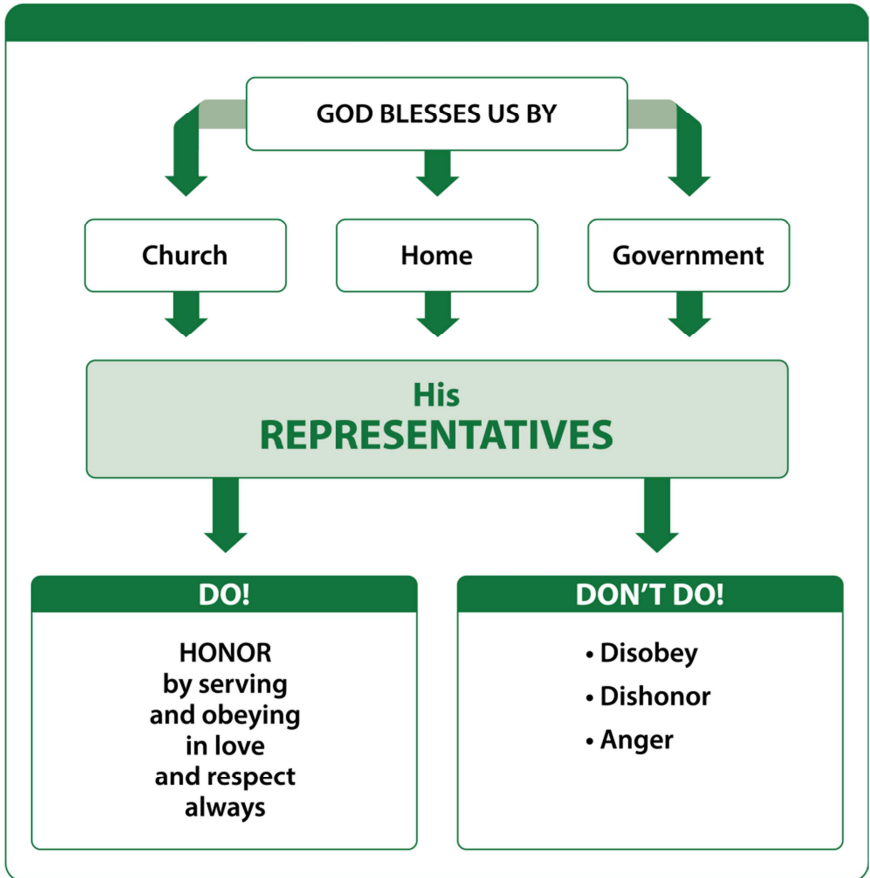 GOD BLESSES US BY
Church
Home
Government
His
REPRESENTATIVES
DO!
HONOR
by serving
and obeying
in love
and respect
always
DON'T DO!
• Disobey
• Dishonor
• Anger